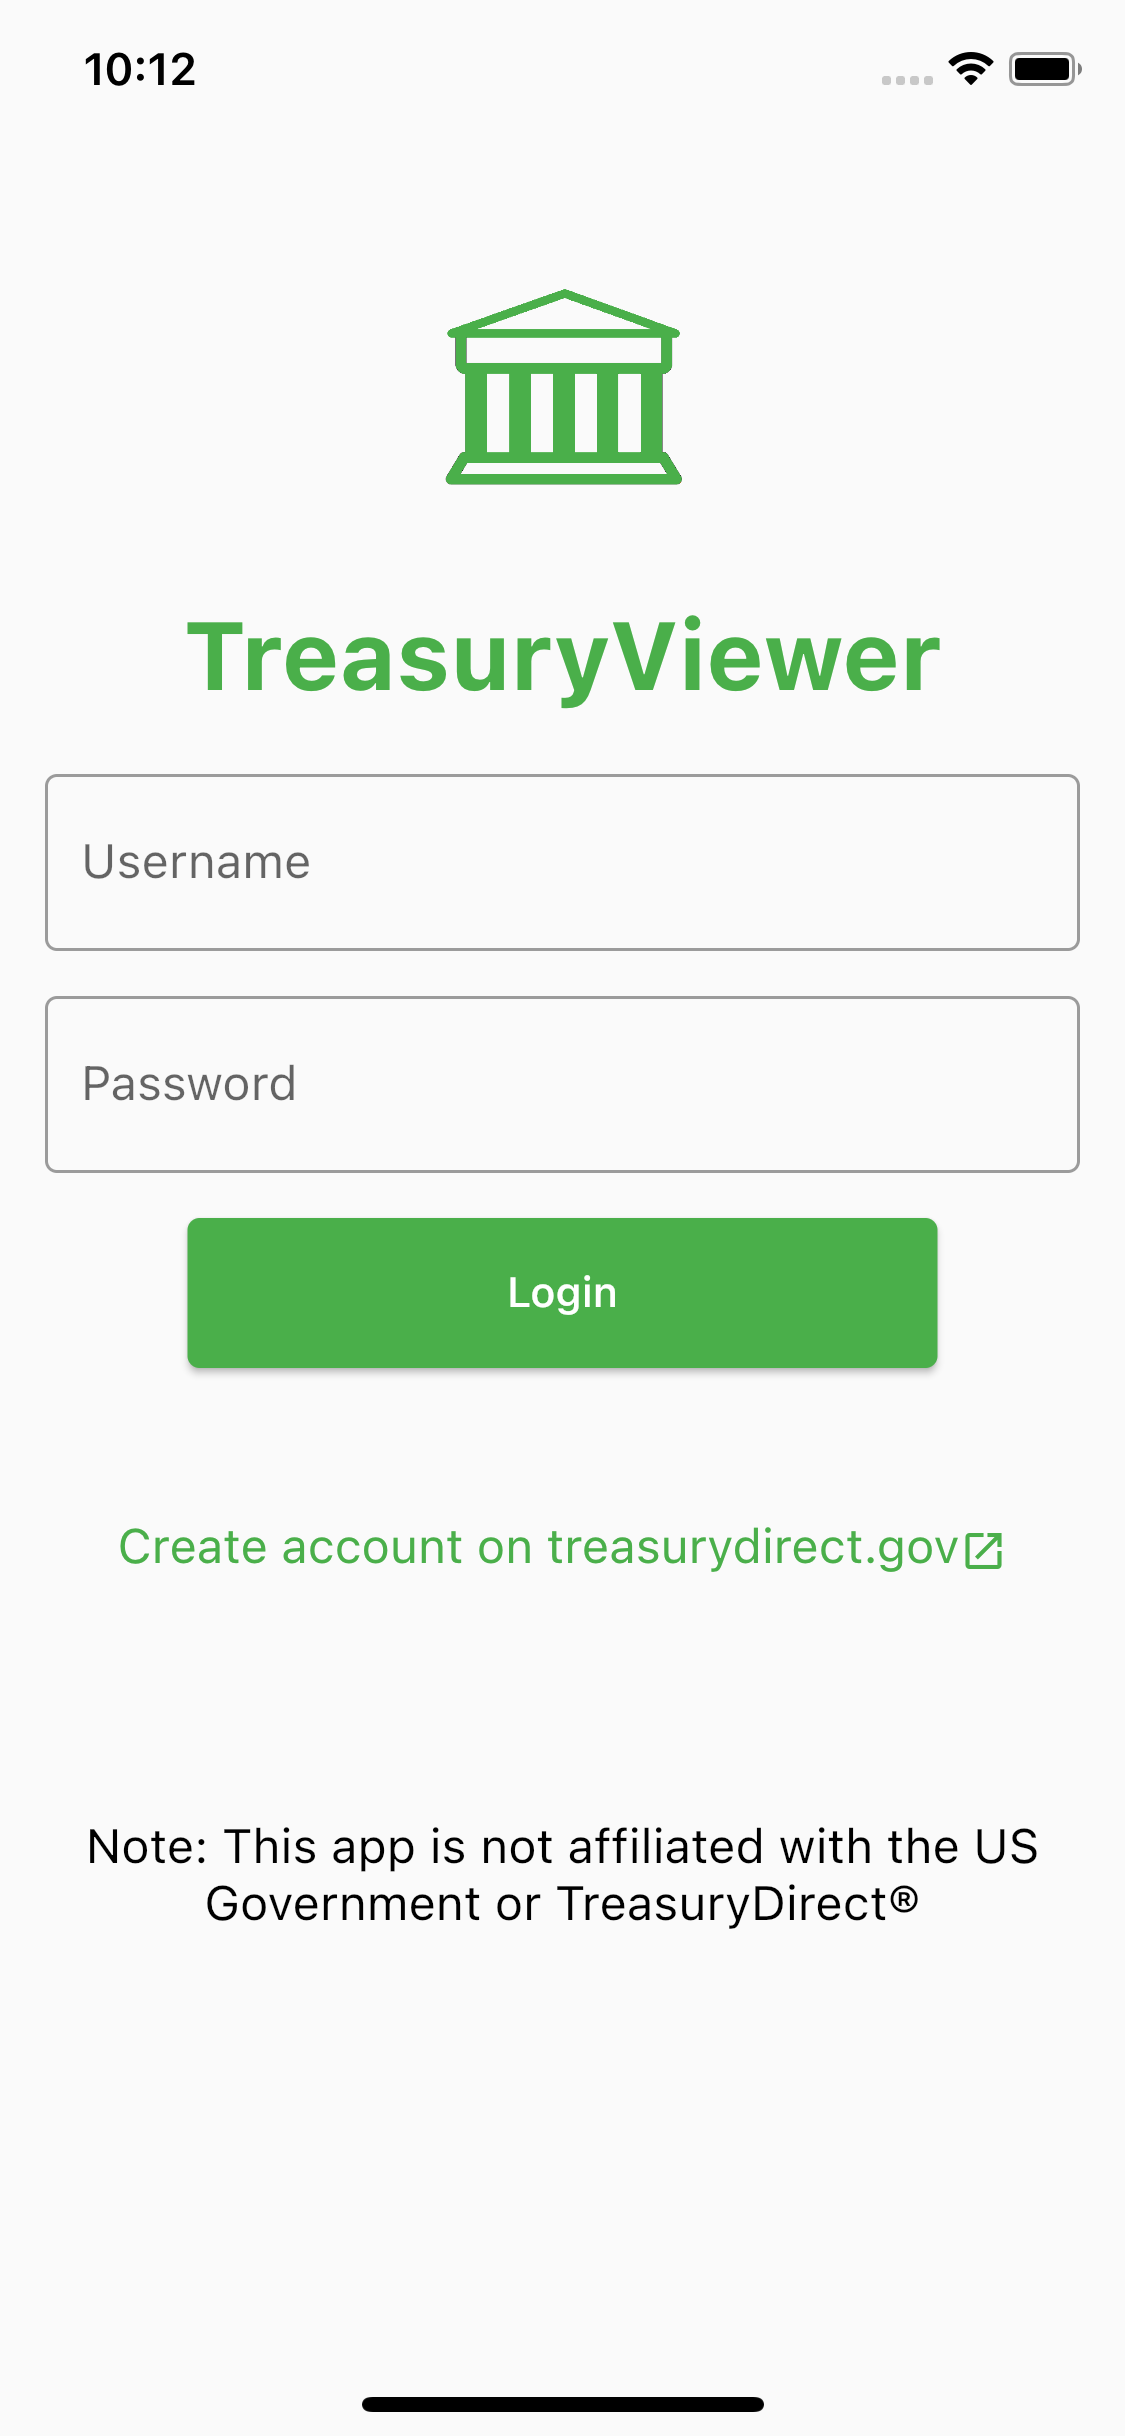 10:12
TreasuryViewer
Username
Password
Login
Create account on treasurydirect.gov
Note: This app is not affiliated with the US
Government or TreasuryDirect®